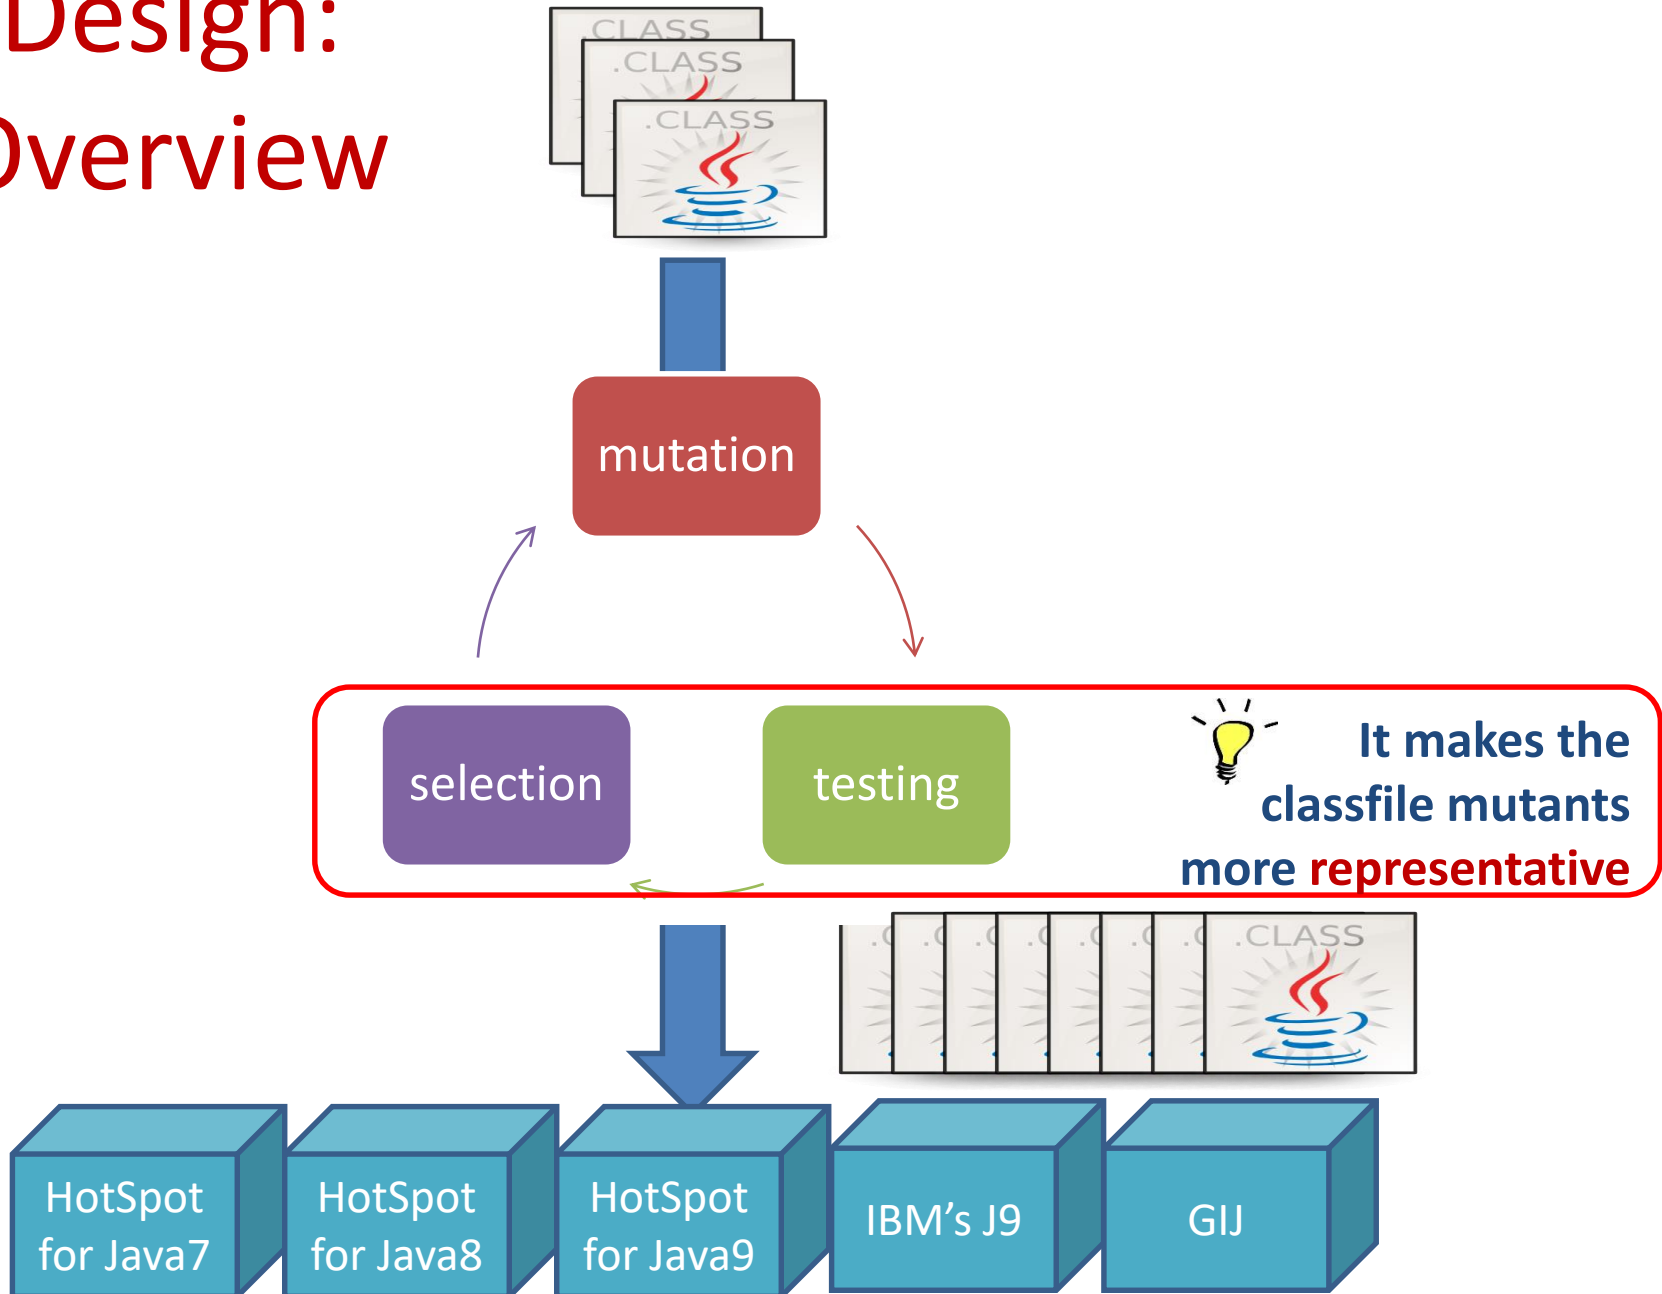 Design:
Overview
.CLASS
.CLASS
.CLASS
mutation
selection
testing
It makes the
classfile mutants
more representative
.C
.C
.C
.C
.C
.C
.C
.CLASS
HotSpot
for Java7
HotSpot
for Java8
HotSpot
for Java9
IBM’s J9
GIJ